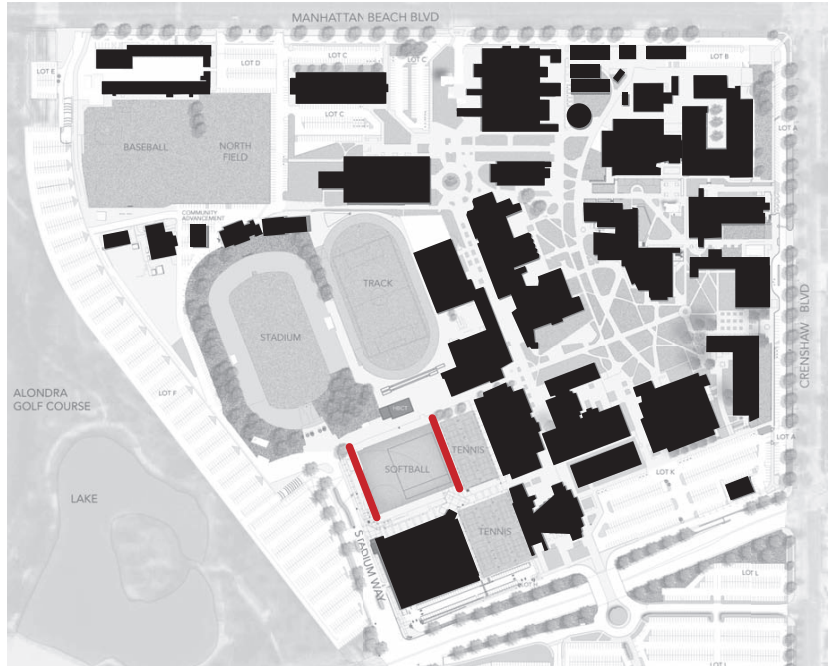 MANHATTAN BEACH BLVD
LOT E
LOT D
LOT C
LOT C
LOT B
LOT C
LOT A
BASEBALL
NORTH
FIELD
COMMUNITY
ADVANCEMENT
TRACK
STADIUM
CRENSHAW BLVD
ALONDRA
GOLF COURSE
LOT F
SOFTBALL
TENNIS
LOT A
LOT K
LAKE
TENNIS
STADIUM WAY
LOT H
LOT L